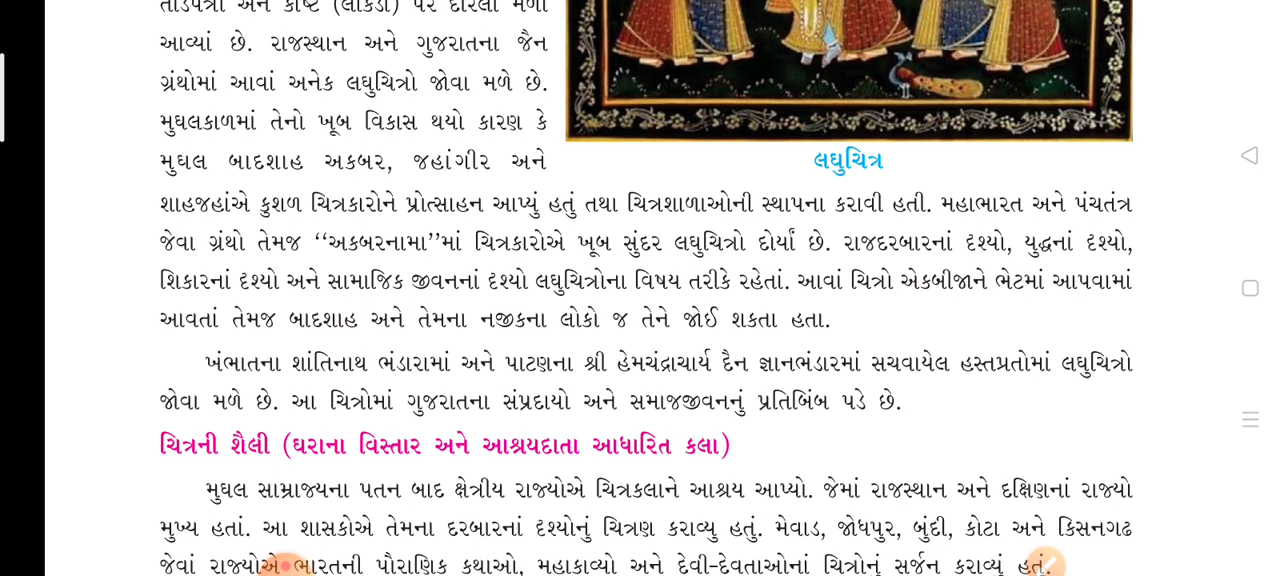 તાડપત્રો અને કાષ્ટ (લાકડા) પર દોરેલાં મળી
આવ્યાં છે. રાજસ્થાન અને ગુજરાતના જૈન
ગ્રંથોમાં આવાં અનેક લઘુચિત્રો જોવા મળે છે.
મુઘલકાળમાં તેનો ખૂબ વિકાસ થયો કારણ કે
મુઘલ બાદશાહ અકબર, જહાંગીર અને
લઘુચિત્ર
શાહજહાંએ કુશળ ચિત્રકારોને પ્રોત્સાહન આપ્યું હતું તથા ચિત્રશાળાઓની સ્થાપના કરાવી હતી. મહાભારત અને પંચતંત્ર
જેવા ગ્રંથો તેમજ ‘‘અકબરનામા’’માં ચિત્રકારોએ ખૂબ સુંદર લઘુચિત્રો દોર્યાં છે. રાજદરબારનાં દૃશ્યો, યુદ્ધનાં દૃશ્યો,
શિકારનાં દૃશ્યો અને સામાજિક જીવનનાં દૃશ્યો લઘુચિત્રોના વિષય તરીકે રહેતાં. આવાં ચિત્રો એકબીજાને ભેટમાં આપવામાં
આવતાં તેમજ બાદશાહ અને તેમના નજીકના લોકો જ તેને જોઈ શકતા હતા.
ખંભાતના શાંતિનાથ ભંડારામાં અને પાટણના શ્રી હેમચંદ્રાચાર્ય દૈન જ્ઞાનભંડારમાં સચવાયેલ હસ્તપ્રતોમાં લઘુચિત્રો
જોવા મળે છે. આ ચિત્રોમાં ગુજરાતના સંપ્રદાયો અને સમાજજીવનનું પ્રતિબિંબ પડે છે.
ચિત્રની શૈલી (ઘરાના વિસ્તાર અને આશ્રયદાતા આધારિત કલા)
મુઘલ સામ્રાજ્યના પતન બાદ ક્ષેત્રીય રાજ્યોએ ચિત્રકલાને આશ્રય આપ્યો. જેમાં રાજસ્થાન અને દક્ષિણનાં રાજ્યો
મુખ્ય હતાં. આ શાસકોએ તેમના દરબારનાં દૃશ્યોનું ચિત્રણ કરાવ્યુ હતું. મેવાડ, જોધપુર, બુંદી, કોટા અને કિસનગઢ
જેવાં રાજ્યોએ ભારતની પૌરાણિક કથાઓ, મહાકાવ્યો અને દેવી-દેવતાઓનાં ચિત્રોનું સર્જન કરાવ્યું હતું.